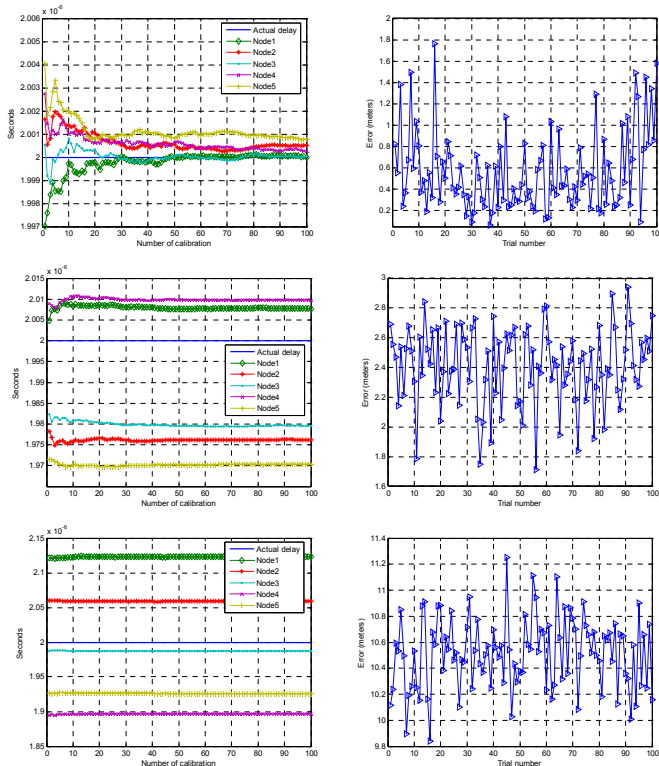 x 10^-6
2.006
2.005
2.004
2.003
2.002
2.001
2
1.999
1.998
1.997
Seconds
0 10 20 30 40 50 60 70 80 90 100
Number of calibration
Actual delay
Node1
Node2
Node3
Node4
Node5
2
1.8
1.6
1.4
1.2
1
0.8
0.6
0.4
0.2
Error (meters)
0 10 20 30 40 50 60 70 80 90 100
Trial number
x 10^-6
2.015
2.01
2.005
2
1.995
1.99
1.985
1.98
1.975
1.97
Seconds
0 10 20 30 40 50 60 70 80 90 100
Number of calibration
Actual delay
Node1
Node2
Node3
Node4
Node5
3
2.8
2.6
2.4
2.2
2
1.8
1.6
Error (meters)
0 10 20 30 40 50 60 70 80 90 100
Trial number
x 10^-6
2.15
2.1
2.05
2
1.95
1.9
1.85
Seconds
0 10 20 30 40 50 60 70 80 90 100
Number of calibration
Actual delay
Node1
Node2
Node3
Node4
Node5
11.4
11.2
11
10.8
10.6
10.4
10.2
10
9.8
Error (meters)
0 10 20 30 40 50 60 70 80 90 100
Trial number